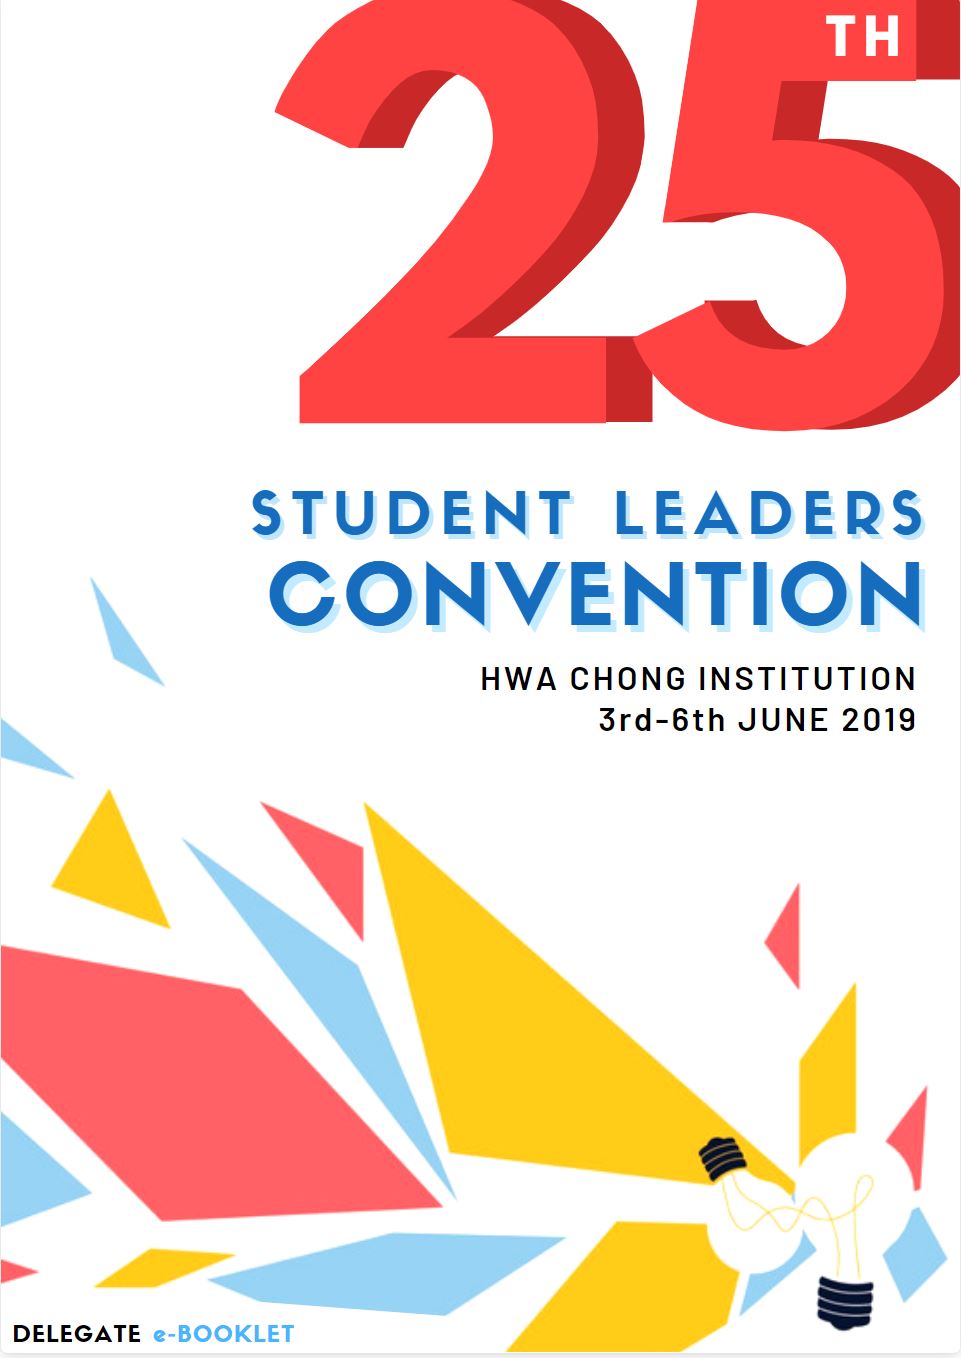 25TH
STUDENT LEADERS
CONVENTION
HWA CHONG INSTITUTION
3rd-6th JUNE 2019
DELEGATE e-BOOKLET